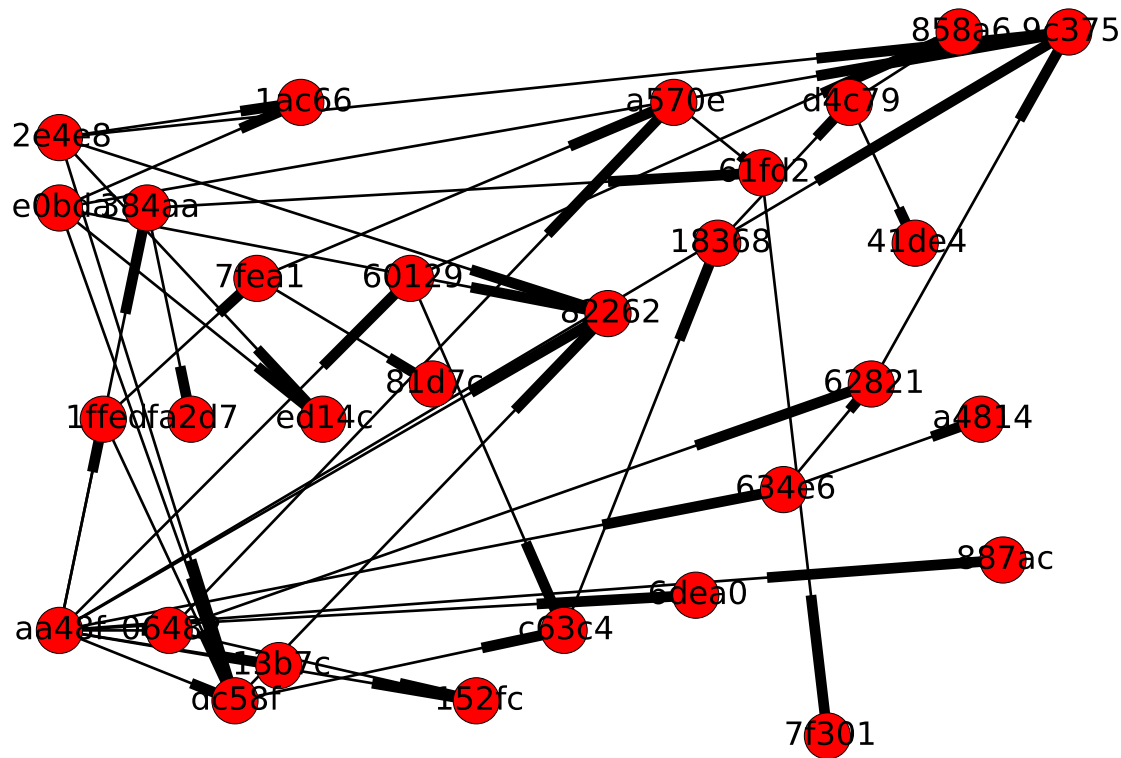 858a6
9c375
1ac66
a570e
d4c79
2e4e8
61fd2
e0bda
384aa
18368
41de4
7fea1
60129
82262
81d7c
62821
1ffed
fa2d7
ed14c
a4814
634e6
887ac
6dea0
aa48f
c63c4
13b7c
dc58f
152fc
7f301